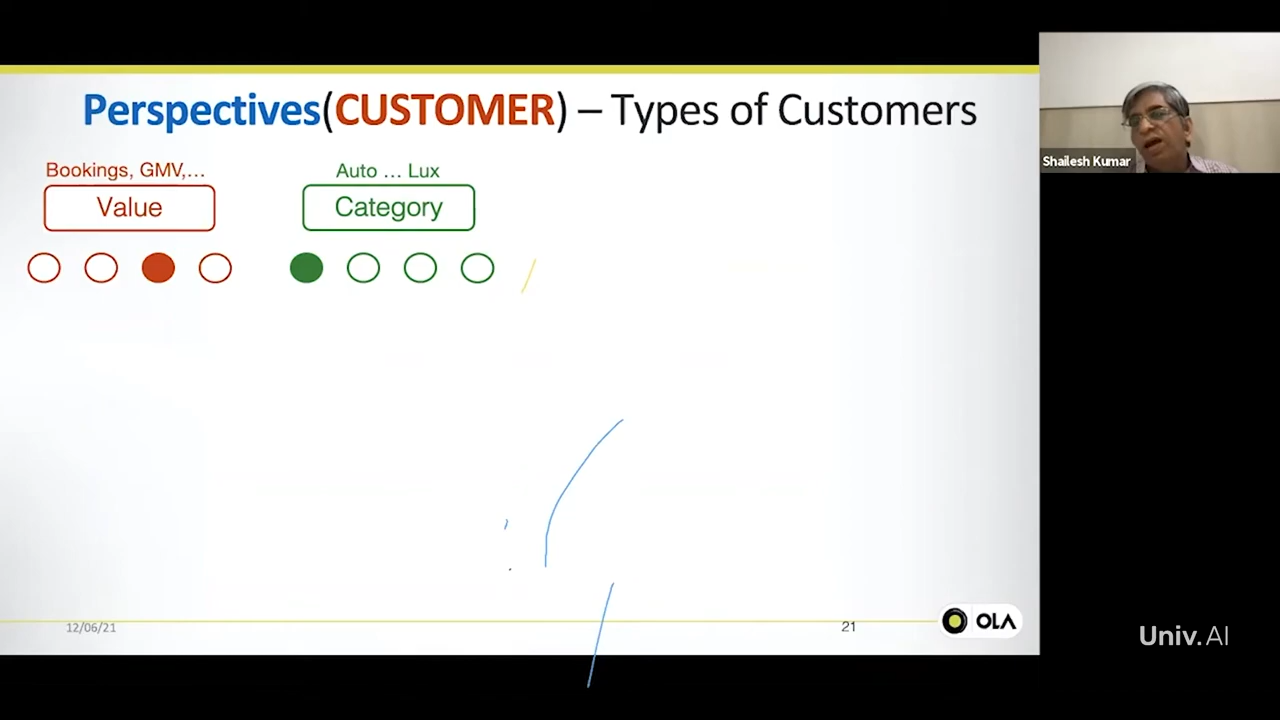 Perspectives(CUSTOMER) – Types of Customers
Shailesh Kumar
Bookings, GMV,...
Auto ... Lux
Value
Category
12/06/21
21
OLA
Univ.AI